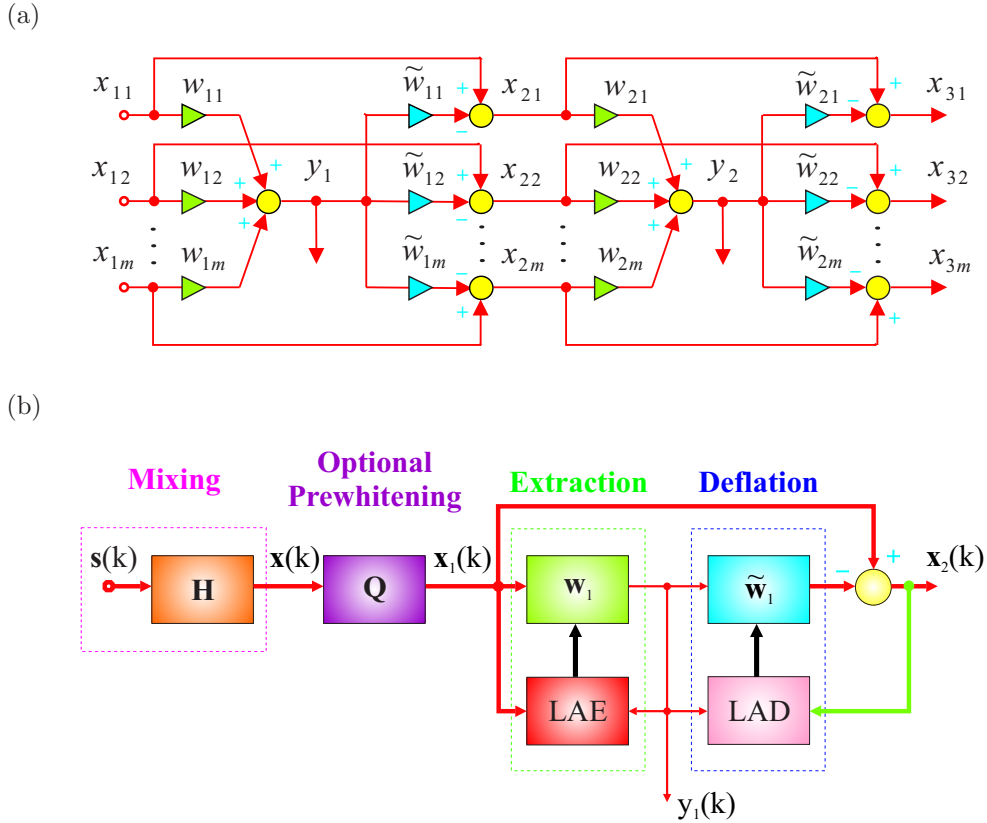 (a)
x₁₁ w₁₁ w̃₁₁ + x₂₁ w₂₁ w̃₂₁ + x₃₁
− −
+ +
x₁₂ w₁₂ + y₁ w̃₁₂ + x₂₂ w₂₂ + y₂ w̃₂₂ + x₃₂
+ − + −
x₁ₘ w₁ₘ w̃₁ₘ − x₂ₘ w₂ₘ w̃₂ₘ − x₃ₘ
+ +
(b)
Mixing Optional Prewhitening Extraction Deflation
s(k) H x(k) Q x₁(k) w₁ w̃₁ − + x₂(k)
LAE LAD
y₁(k)